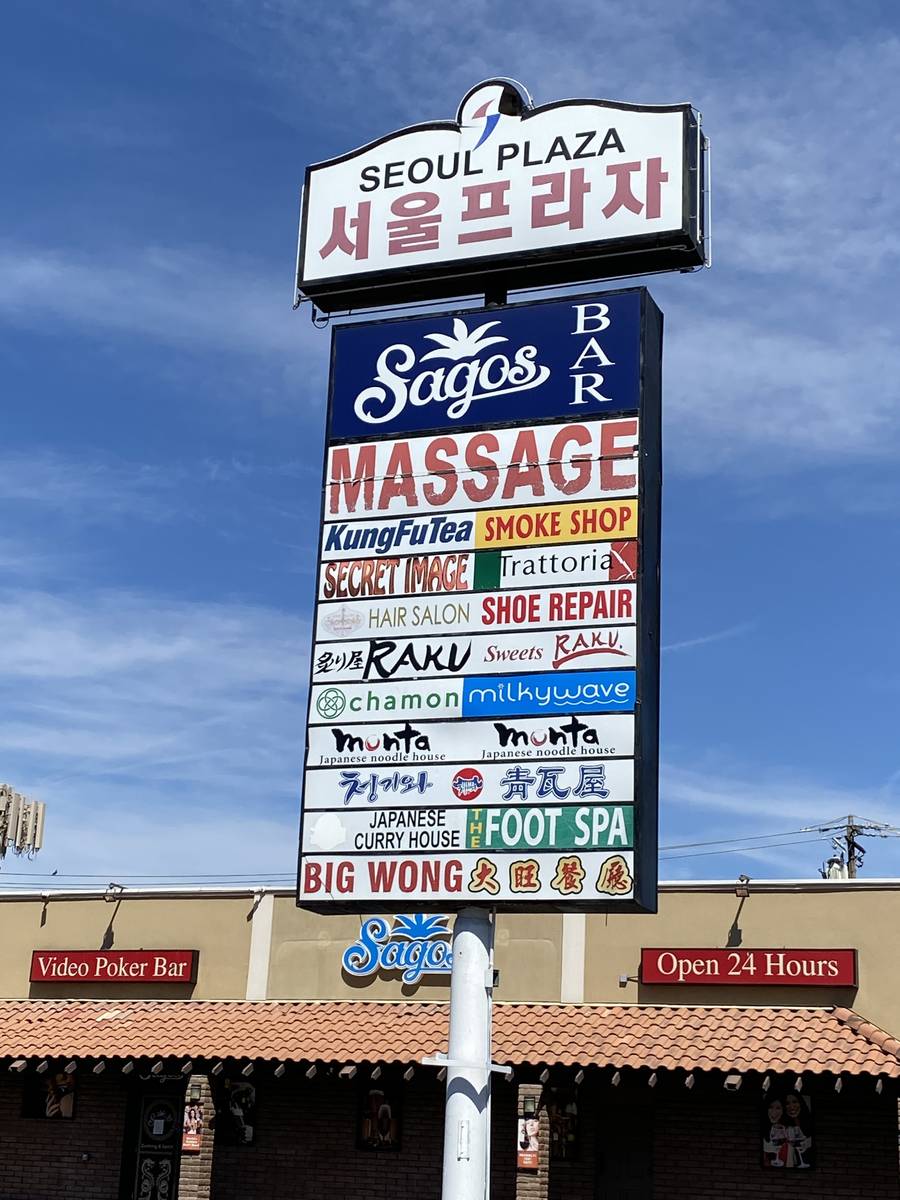 SEOUL PLAZA
서울프라자
Sagos
BAR
MASSAGE
KungFuTea
SMOKE SHOP
SECRET IMAGE
Trattoria
HAIR SALON
SHOE REPAIR
炙り屋 RAKU
Sweets RAKU.
chamon
milkywave
monta
Japanese noodle house
monta
Japanese noodle house
청기와
青瓦屋
JAPANESE
CURRY HOUSE
THE FOOT SPA
BIG WONG 大旺餐廳
Sagos
Video Poker Bar
Open 24 Hours